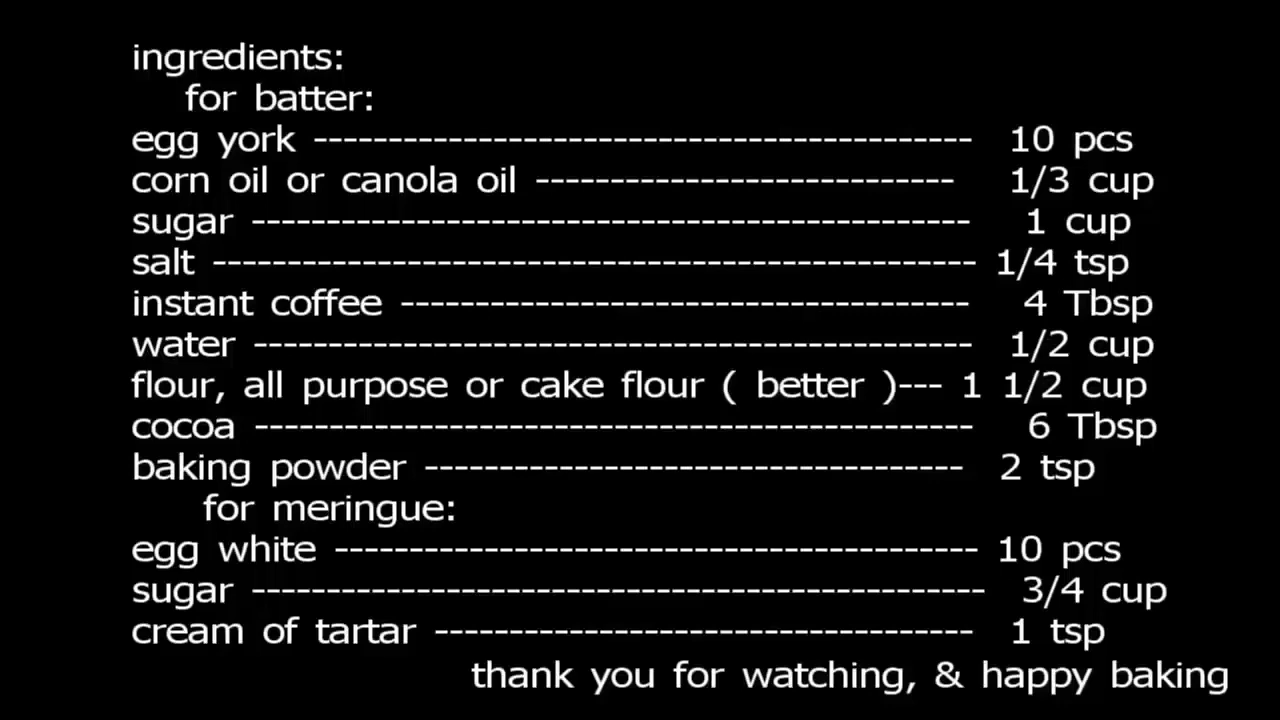 ingredients:
for batter:
egg york -------------------------------------------- 10 pcs
corn oil or canola oil ---------------------------- 1/3 cup
sugar ------------------------------------------------ 1 cup
salt --------------------------------------------------- 1/4 tsp
instant coffee -------------------------------------- 4 Tbsp
water ------------------------------------------------ 1/2 cup
flour, all purpose or cake flour ( better )--- 1 1/2 cup
cocoa ------------------------------------------------ 6 Tbsp
baking powder ------------------------------------ 2 tsp
for meringue:
egg white ------------------------------------------- 10 pcs
sugar ------------------------------------------------- 3/4 cup
cream of tartar ------------------------------------ 1 tsp
thank you for watching, & happy baking